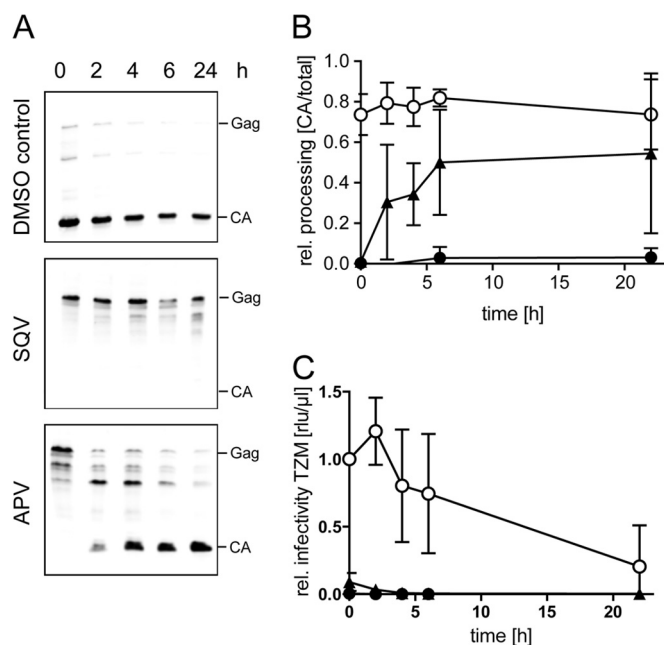 A
0 2 4 6 24 h
DMSO control
Gag
CA
SQV
Gag
CA
APV
Gag
CA
B
rel. processing [CA/total]
1.0
0.8
0.6
0.4
0.2
0.0
0 5 10 15 20
time [h]
C
rel. infectivity TZM [rlu/µl]
1.5
1.0
0.5
0.0
0 5 10 15 20
time [h]